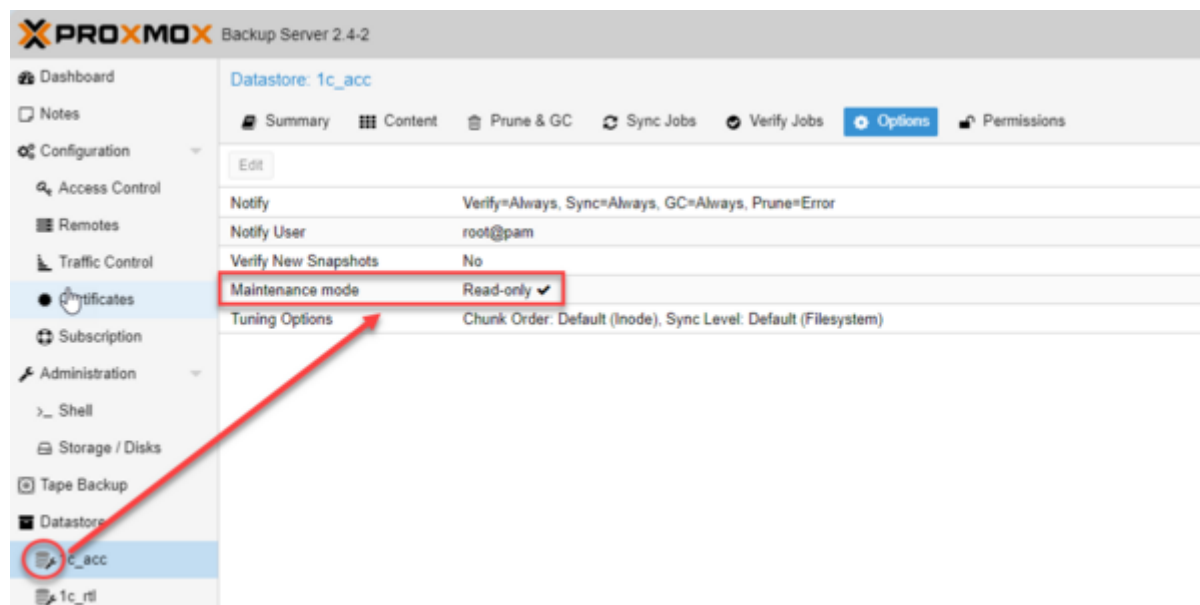 PROXMOX Backup Server 2.4-2
Dashboard
Notes
Configuration
Access Control
Remotes
Traffic Control
Subscription
Administration
Shell
Storage / Disks
Tape Backup
Datastore
1c_acc
1c_rtl
Datastore: 1c_acc
Summary Content Prune & GC Sync Jobs Verify Jobs Options Permissions
Edit
Notify Verify=Always, Sync=Always, GC=Always, Prune=Error
Notify User root@pam
Verify New Snapshots No
Maintenance mode Read-only
Tuning Options Chunk Order: Default (Inode), Sync Level: Default (Filesystem)